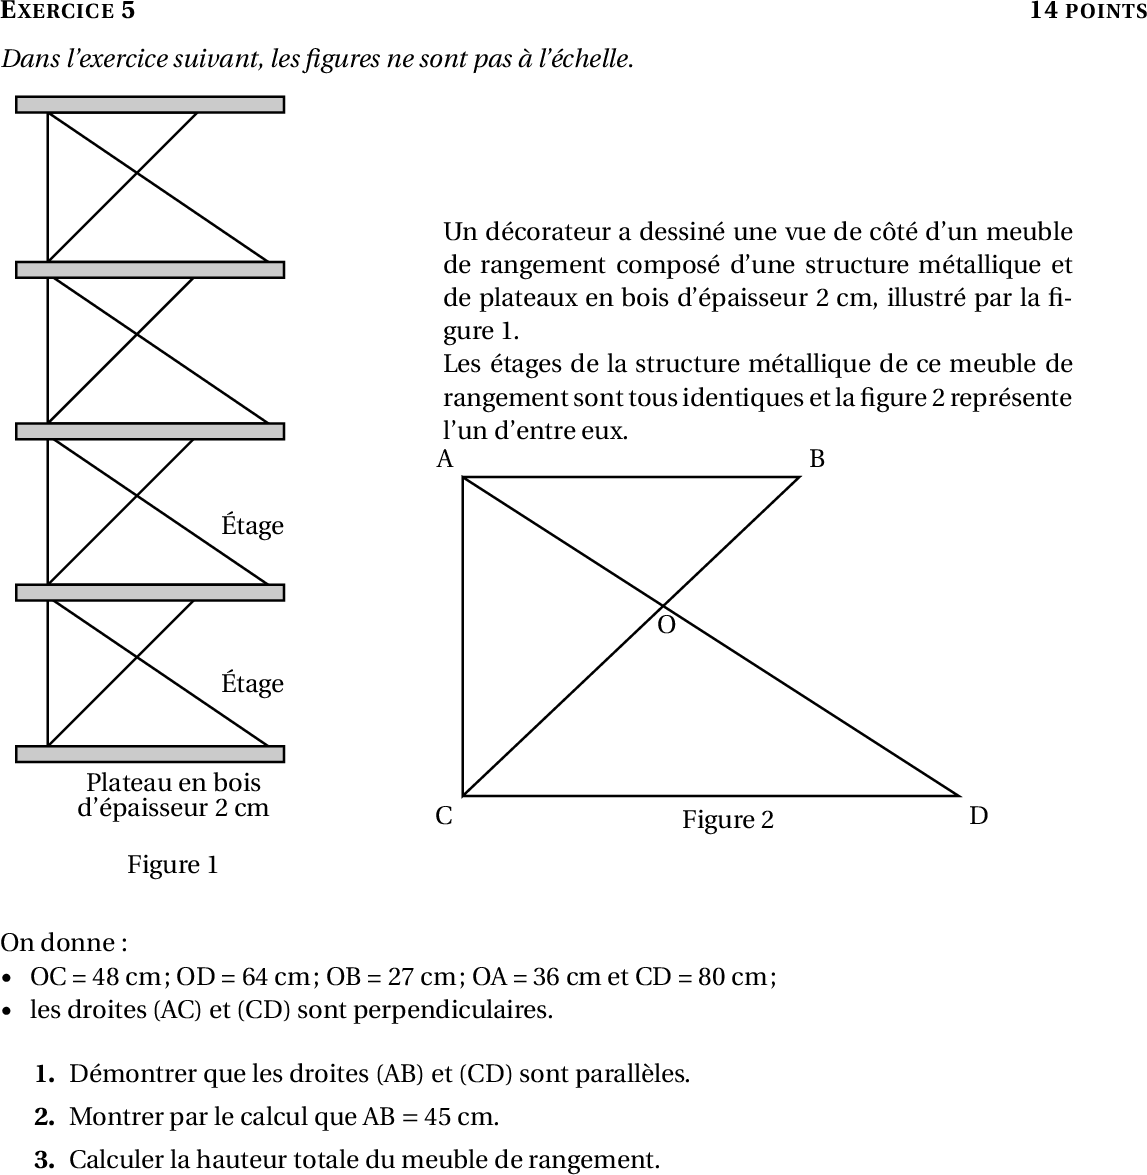 EXERCICE 5 14 POINTS
Dans l'exercice suivant, les figures ne sont pas à l'échelle.
Un décorateur a dessiné une vue de côté d'un meuble
de rangement composé d'une structure métallique et
de plateaux en bois d'épaisseur 2 cm, illustré par la fi-
gure 1.
Les étages de la structure métallique de ce meuble de
rangement sont tous identiques et la figure 2 représente
l'un d'entre eux.
A B
Étage
O
Étage
Plateau en bois
d'épaisseur 2 cm
C D
Figure 2
Figure 1
On donne :
• OC = 48 cm ; OD = 64 cm ; OB = 27 cm ; OA = 36 cm et CD = 80 cm ;
• les droites (AC) et (CD) sont perpendiculaires.
1. Démontrer que les droites (AB) et (CD) sont parallèles.
2. Montrer par le calcul que AB = 45 cm.
3. Calculer la hauteur totale du meuble de rangement.